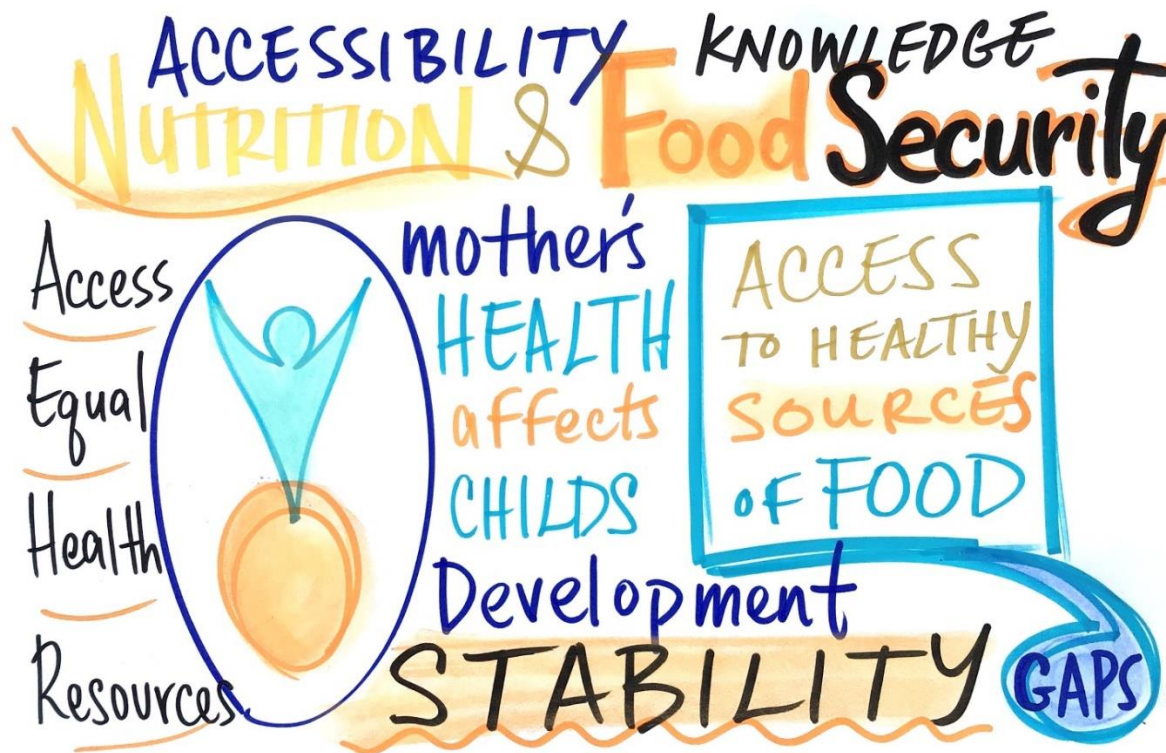 ACCESSIBILITY KNOWLEDGE
NUTRITION & Food Security
Access
Equal
Health
Resources
mother's
HEALTH
affects
CHILDS
Development
STABILITY
ACCESS
TO HEALTHY
SOURCES
OF FOOD
GAPS